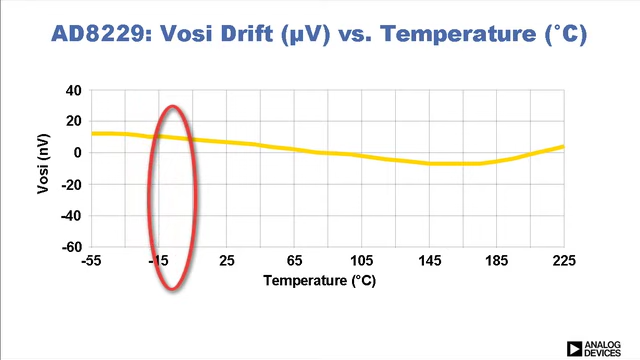 AD8229: Vosi Drift (µV) vs. Temperature (°C)
40
20
0
-20
-40
-60
Vosi (nV)
-55 -15 25 65 105 145 185 225
Temperature (°C)
ANALOG
DEVICES